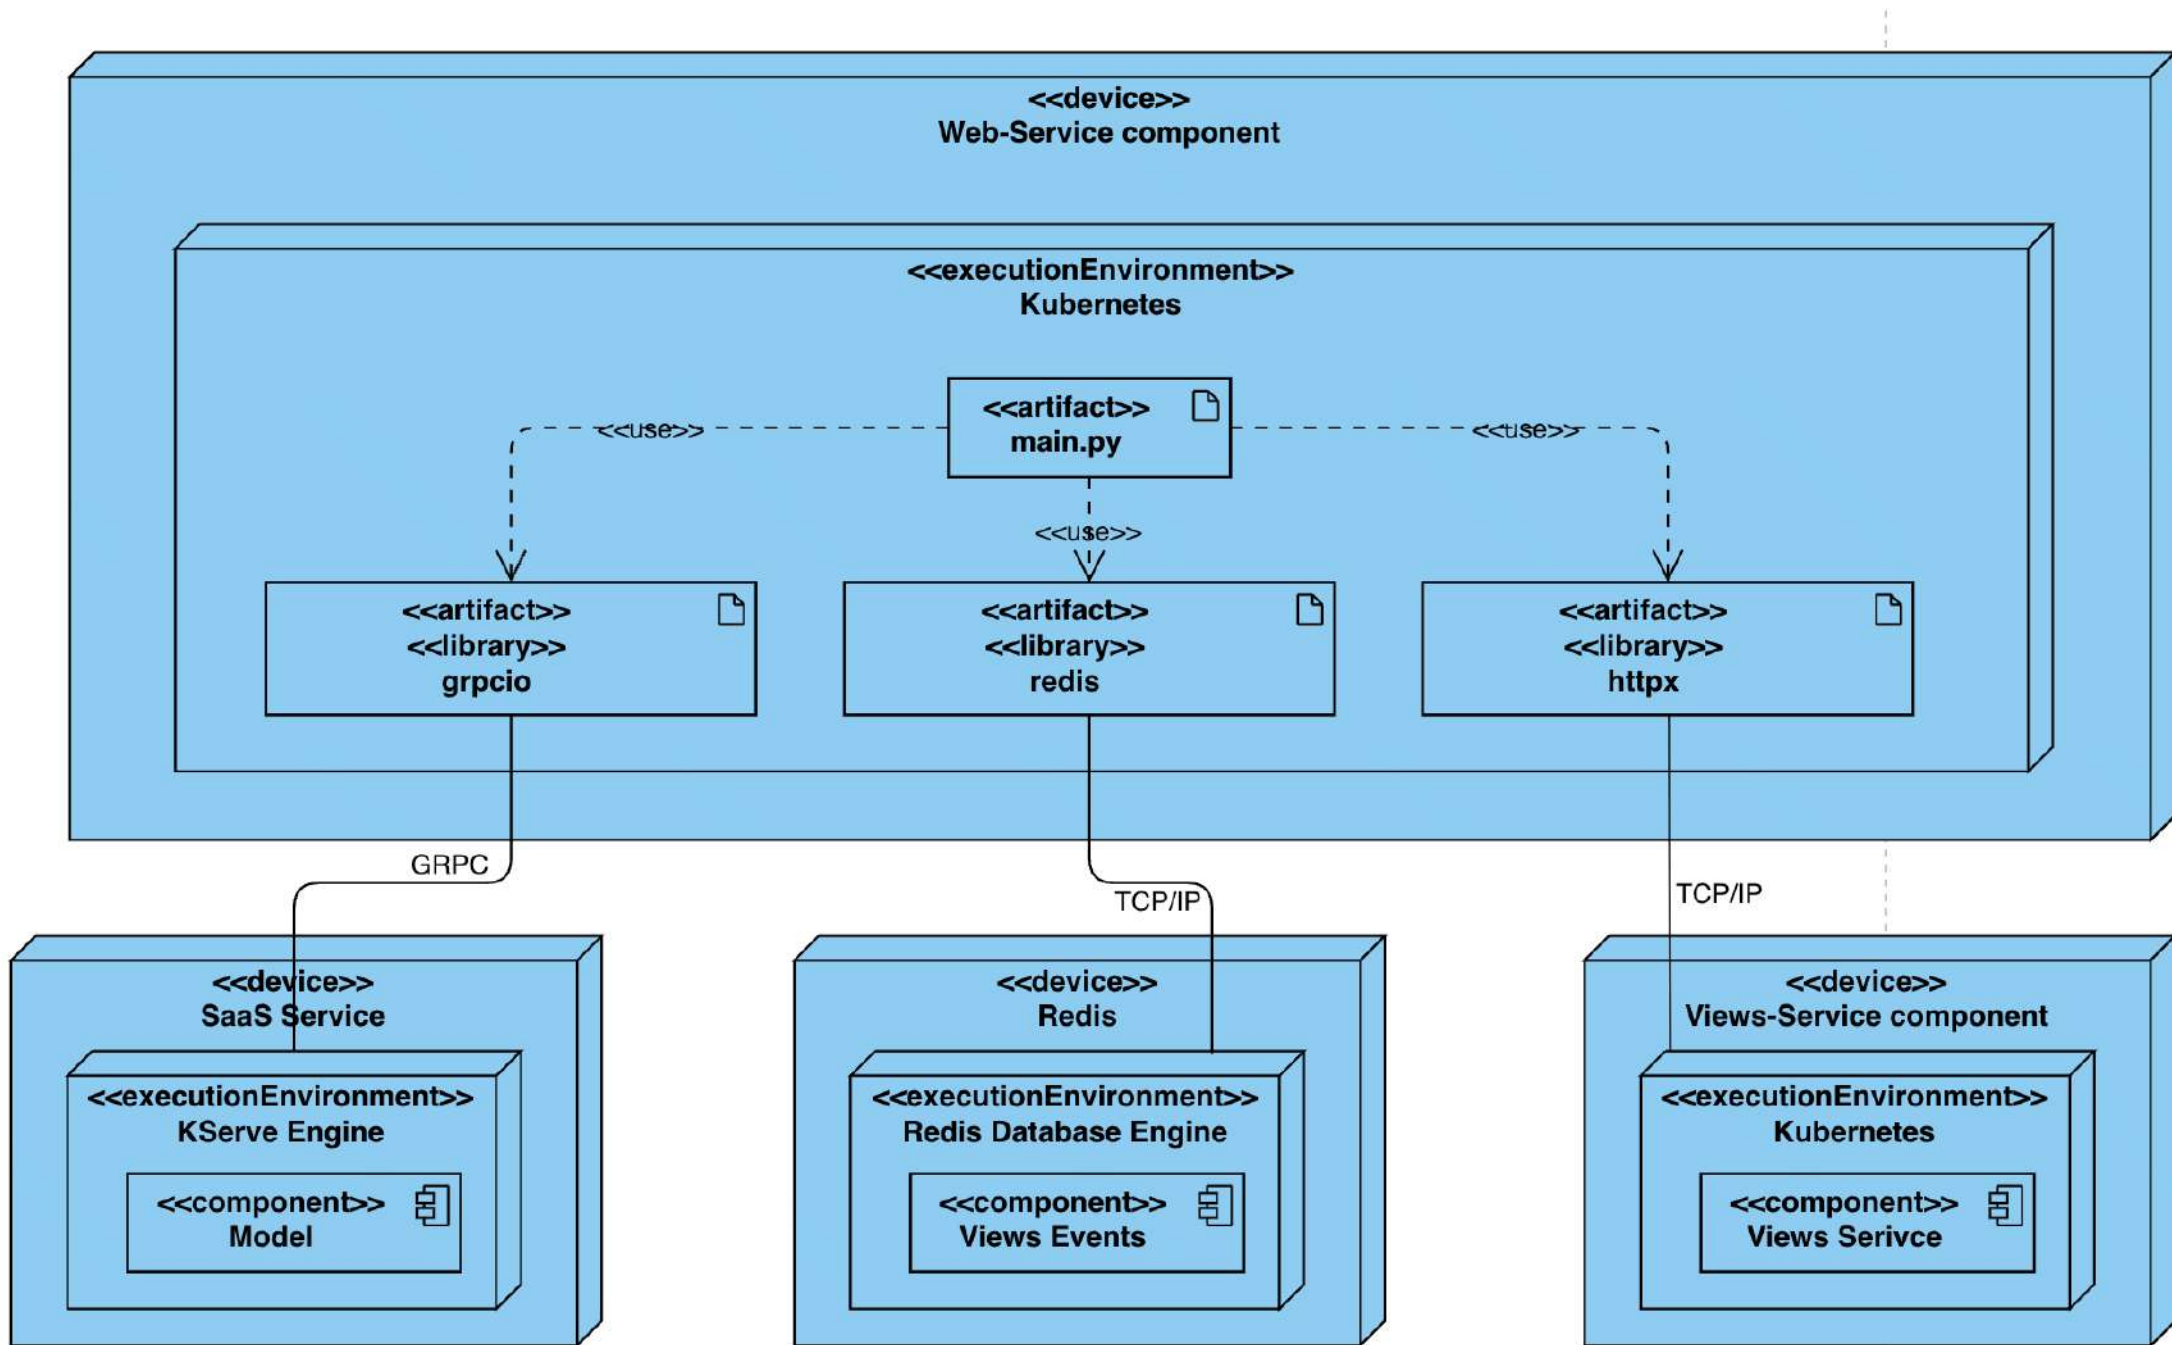 <<device>>
Web-Service component
<<executionEnvironment>>
Kubernetes
<<artifact>>
main.py
<<use>>
<<use>>
<<use>>
<<artifact>>
<<library>>
grpcio
<<artifact>>
<<library>>
redis
<<artifact>>
<<library>>
httpx
GRPC
TCP/IP
TCP/IP
<<device>>
SaaS Service
<<executionEnvironment>>
KServe Engine
<<component>>
Model
<<device>>
Redis
<<executionEnvironment>>
Redis Database Engine
<<component>>
Views Events
<<device>>
Views-Service component
<<executionEnvironment>>
Kubernetes
<<component>>
Views Serivce